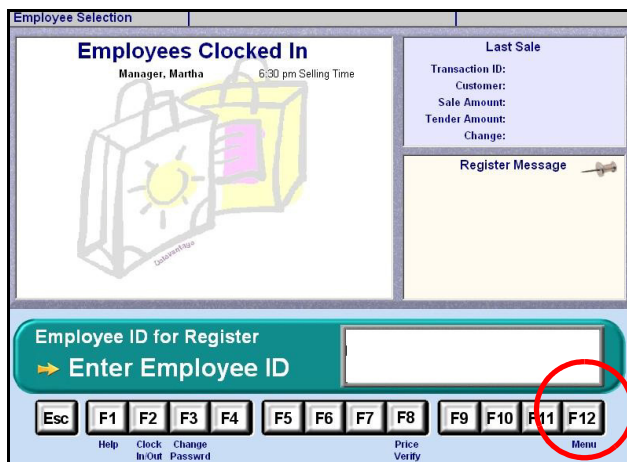 Employee Selection
Employees Clocked In
Manager, Martha 6:30 pm Selling Time
Datavantage
Last Sale
Transaction ID:
Customer:
Sale Amount:
Tender Amount:
Change:
Register Message
Employee ID for Register
Enter Employee ID
Esc F1 F2 F3 F4 F5 F6 F7 F8 F9 F10 F11 F12
Help Clock Change Price Menu
In/Out Passwrd Verify